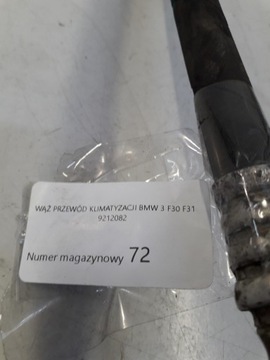 WĄŻ PRZEWÓD KLIMATYZACJI BMW 3 F30 F31
9212082
Numer magazynowy 72